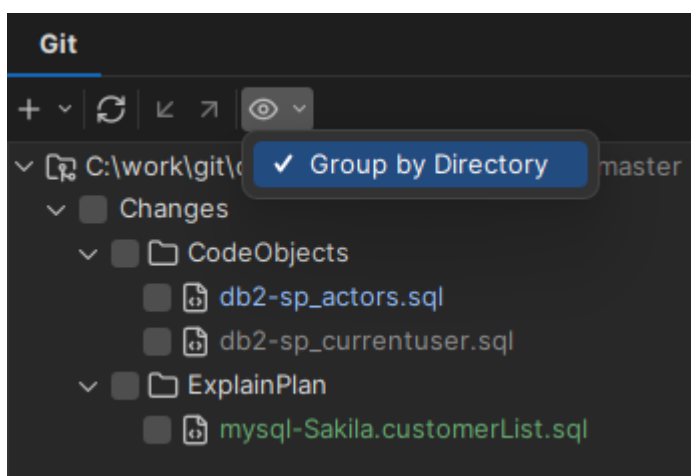 Git
C:\work\git\ master
Group by Directory
Changes
CodeObjects
db2-sp_actors.sql
db2-sp_currentuser.sql
ExplainPlan
mysql-Sakila.customerList.sql